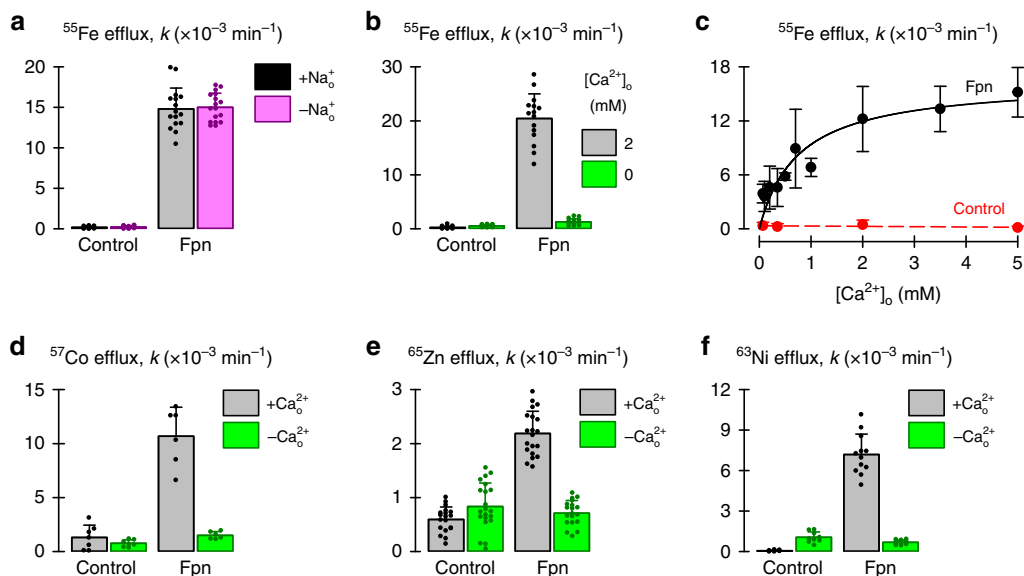 a
⁵⁵Fe efflux, k (×10⁻³ min⁻¹)
20
15
10
5
0
+Na⁺ₒ
−Na⁺ₒ
Control
Fpn
b
⁵⁵Fe efflux, k (×10⁻³ min⁻¹)
30
20
10
0
[Ca²⁺]ₒ
(mM)
2
0
Control
Fpn
c
⁵⁵Fe efflux, k (×10⁻³ min⁻¹)
18
12
6
0
Fpn
Control
0 1 2 3 4 5
[Ca²⁺]ₒ (mM)
d
⁵⁷Co efflux, k (×10⁻³ min⁻¹)
15
10
5
0
+Ca²⁺ₒ
−Ca²⁺ₒ
Control
Fpn
e
⁶⁵Zn efflux, k (×10⁻³ min⁻¹)
3
2
1
0
+Ca²⁺ₒ
−Ca²⁺ₒ
Control
Fpn
f
⁶³Ni efflux, k (×10⁻³ min⁻¹)
12
9
6
3
0
+Ca²⁺ₒ
−Ca²⁺ₒ
Control
Fpn